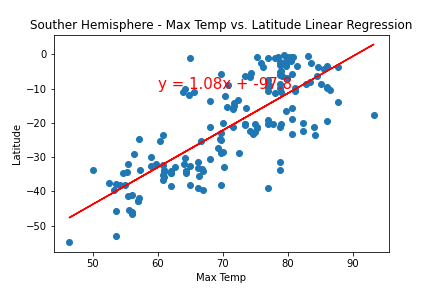 Souther Hemisphere - Max Temp vs. Latitude Linear Regression
0
−10
−20
−30
−40
−50
Latitude
y = 1.08x + -97.8
50 60 70 80 90
Max Temp